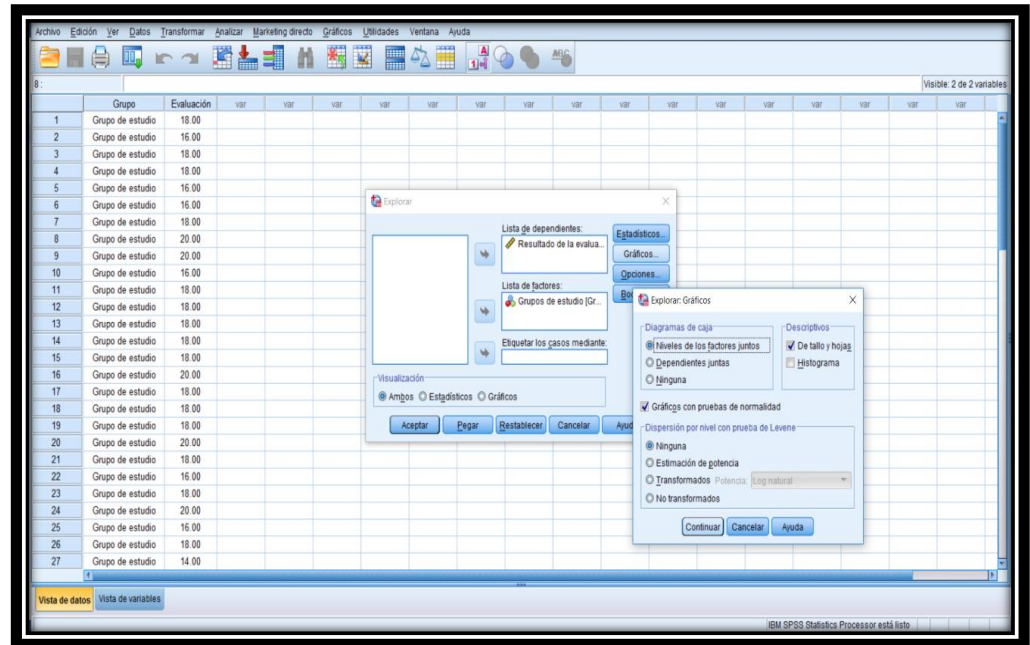 Archivo Edición Ver Datos Transformar Analizar Marketing directo Gráficos Utilidades Ventana Ayuda
8 :
Visible: 2 de 2 variables
Grupo Evaluación var var var var var var var var var var var var var var var var
1 Grupo de estudio 18.00
2 Grupo de estudio 16.00
3 Grupo de estudio 18.00
4 Grupo de estudio 18.00
5 Grupo de estudio 16.00
6 Grupo de estudio 16.00
7 Grupo de estudio 18.00
8 Grupo de estudio 20.00
9 Grupo de estudio 20.00
10 Grupo de estudio 16.00
11 Grupo de estudio 18.00
12 Grupo de estudio 18.00
13 Grupo de estudio 18.00
14 Grupo de estudio 18.00
15 Grupo de estudio 18.00
16 Grupo de estudio 20.00
17 Grupo de estudio 18.00
18 Grupo de estudio 18.00
19 Grupo de estudio 18.00
20 Grupo de estudio 20.00
21 Grupo de estudio 18.00
22 Grupo de estudio 16.00
23 Grupo de estudio 18.00
24 Grupo de estudio 20.00
25 Grupo de estudio 16.00
26 Grupo de estudio 18.00
27 Grupo de estudio 14.00
Explorar
Lista de dependientes:
Resultado de la evalua...
Lista de factores:
Grupos de estudio [Gr...
Etiquetar los casos mediante:
Estadísticos...
Gráficos...
Opciones...
Visualización
Ambos Estadísticos Gráficos
Aceptar Pegar Restablecer Cancelar
Explorar: Gráficos
Diagramas de caja
Niveles de los factores juntos
Dependientes juntas
Ninguna
Descriptivos
De tallo y hojas
Histograma
Gráficos con pruebas de normalidad
Dispersión por nivel con prueba de Levene
Ninguna
Estimación de potencia
Transformados Potencia: Log natural
No transformados
Continuar Cancelar Ayuda
Vista de datos Vista de variables
IBM SPSS Statistics Processor está listo